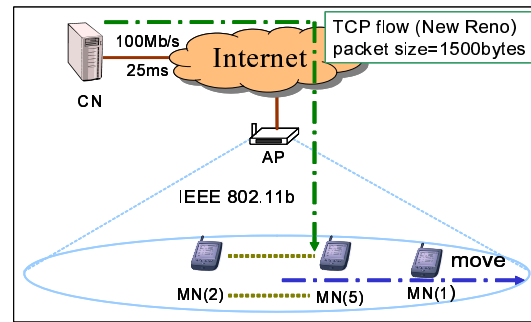 TCP flow (New Reno)
packet size=1500bytes
100Mb/s
25ms
Internet
CN
AP
IEEE 802.11b
move
MN(2)
MN(5)
MN(1)